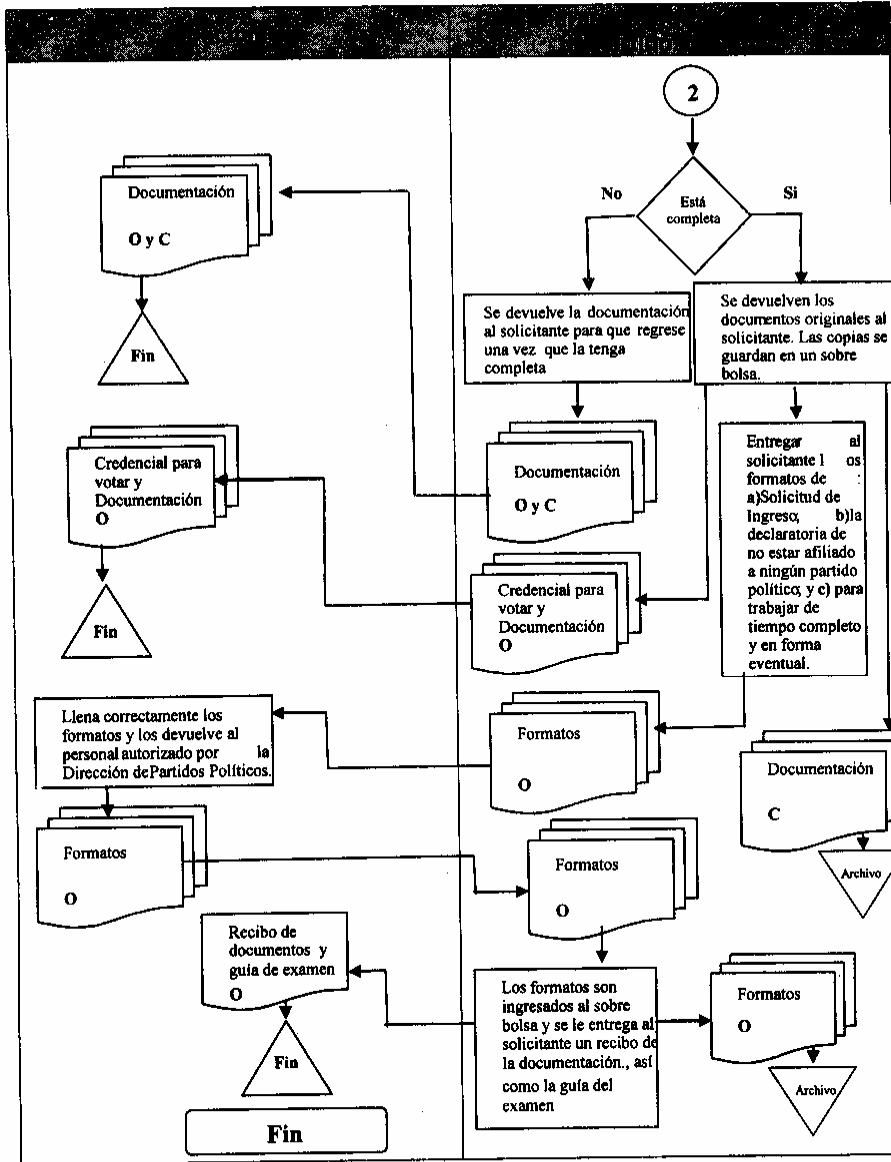 2
No
Está
completa
Si
Documentación
O y C
Fin
Se devuelve la documentación
al solicitante para que regrese
una vez que la tenga
completa
Se devuelven los
documentos originales al
solicitante. Las copias se
guardan en un sobre
bolsa.
Documentación
O y C
Entregar al
solicitante l os
formatos de :
a)Solicitud de
Ingreso; b)la
declaratoria de
no estar afiliado
a ningún partido
político; y c) para
trabajar de
tiempo completo
y en forma
eventual.
Credencial para
votar y
Documentación
O
Fin
Credencial para
votar y
Documentación
O
Llena correctamente los
formatos y los devuelve al
personal autorizado por la
Dirección de Partidos Políticos.
Formatos
O
Documentación
C
Archivo
Formatos
O
Formatos
O
Recibo de
documentos y
guía de examen
O
Fin
Los formatos son
ingresados al sobre
bolsa y se le entrega al
solicitante un recibo de
la documentación., así
como la guía del
examen
Formatos
O
Archivo
Fin